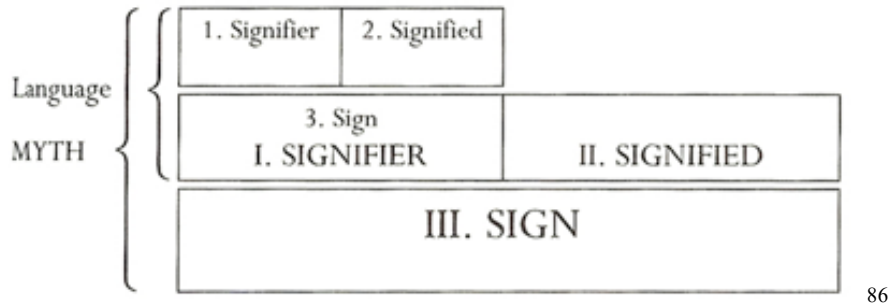 1. Signifier 2. Signified
Language
3. Sign
MYTH I. SIGNIFIER II. SIGNIFIED
III. SIGN
86